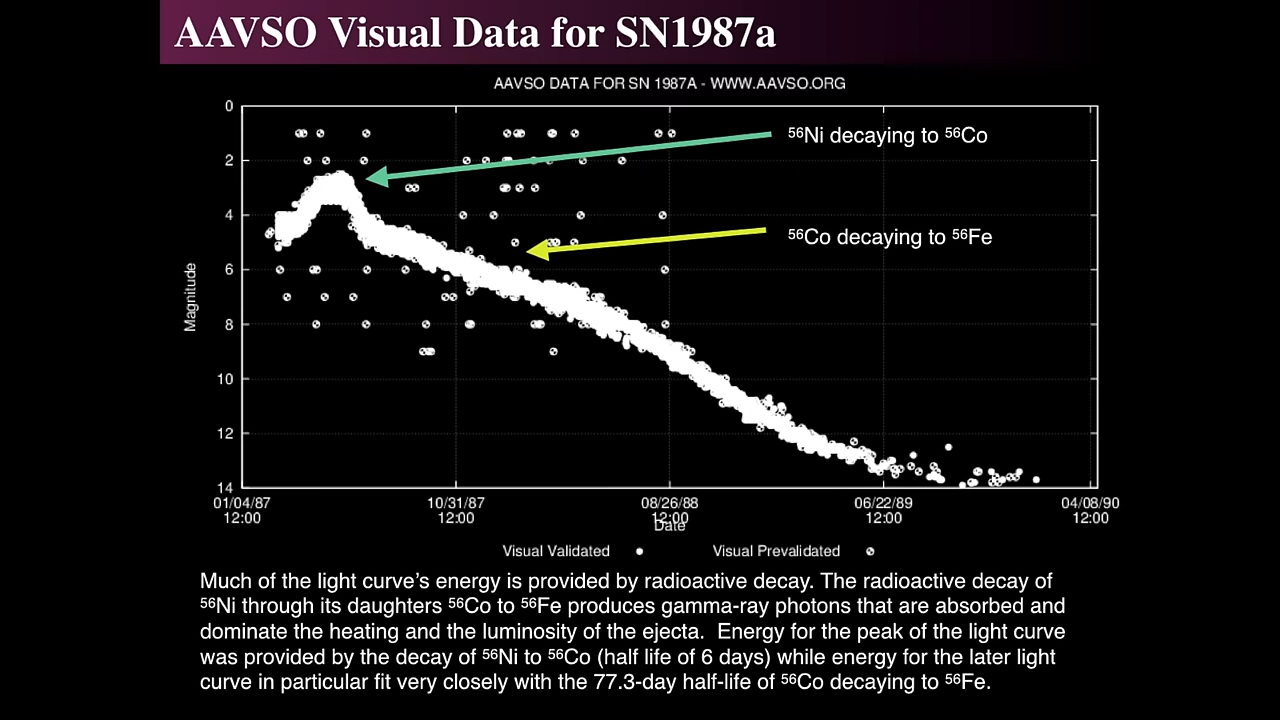 AAVSO Visual Data for SN1987a
AAVSO DATA FOR SN 1987A - WWW.AAVSO.ORG
0
⁵⁶Ni decaying to ⁵⁶Co
2
4
⁵⁶Co decaying to ⁵⁶Fe
6
Magnitude
8
10
12
14
01/04/87 10/31/87 08/26/88 06/22/89 04/08/90
12:00 12:00 12:00 12:00 12:00
Date
Visual Validated Visual Prevalidated
Much of the light curve’s energy is provided by radioactive decay. The radioactive decay of
⁵⁶Ni through its daughters ⁵⁶Co to ⁵⁶Fe produces gamma-ray photons that are absorbed and
dominate the heating and the luminosity of the ejecta.  Energy for the peak of the light curve
was provided by the decay of ⁵⁶Ni to ⁵⁶Co (half life of 6 days) while energy for the later light
curve in particular fit very closely with the 77.3-day half-life of ⁵⁶Co decaying to ⁵⁶Fe.